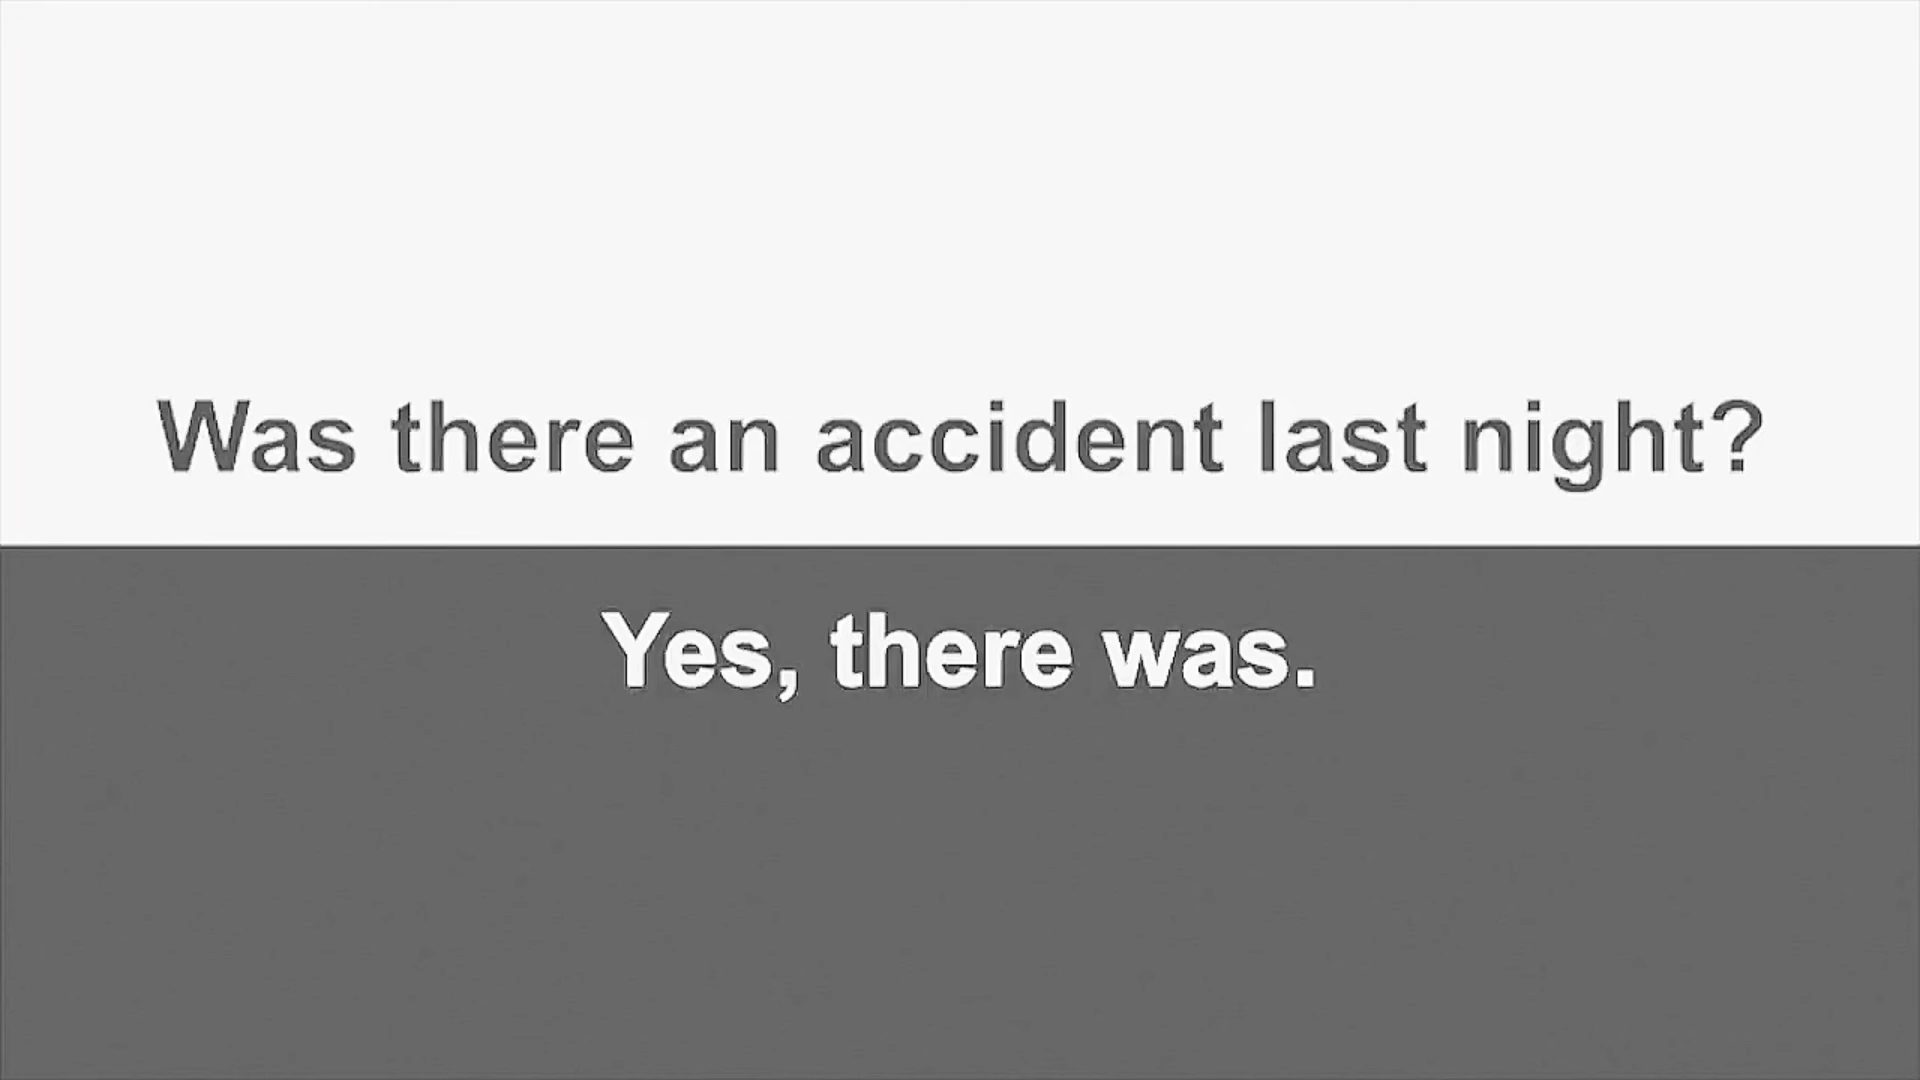 Was there an accident last night?
Yes, there was.